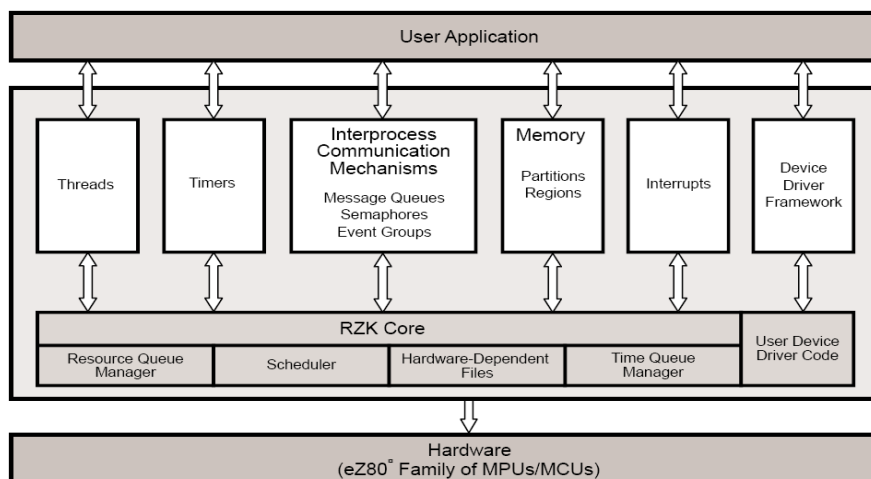 User Application
Threads
Timers
Interprocess
Communication
Mechanisms
Message Queues
Semaphores
Event Groups
Memory
Partitions
Regions
Interrupts
Device
Driver
Framework
RZK Core
Resource Queue
Manager
Scheduler
Hardware-Dependent
Files
Time Queue
Manager
User Device
Driver Code
Hardware
(eZ80° Family of MPUs/MCUs)